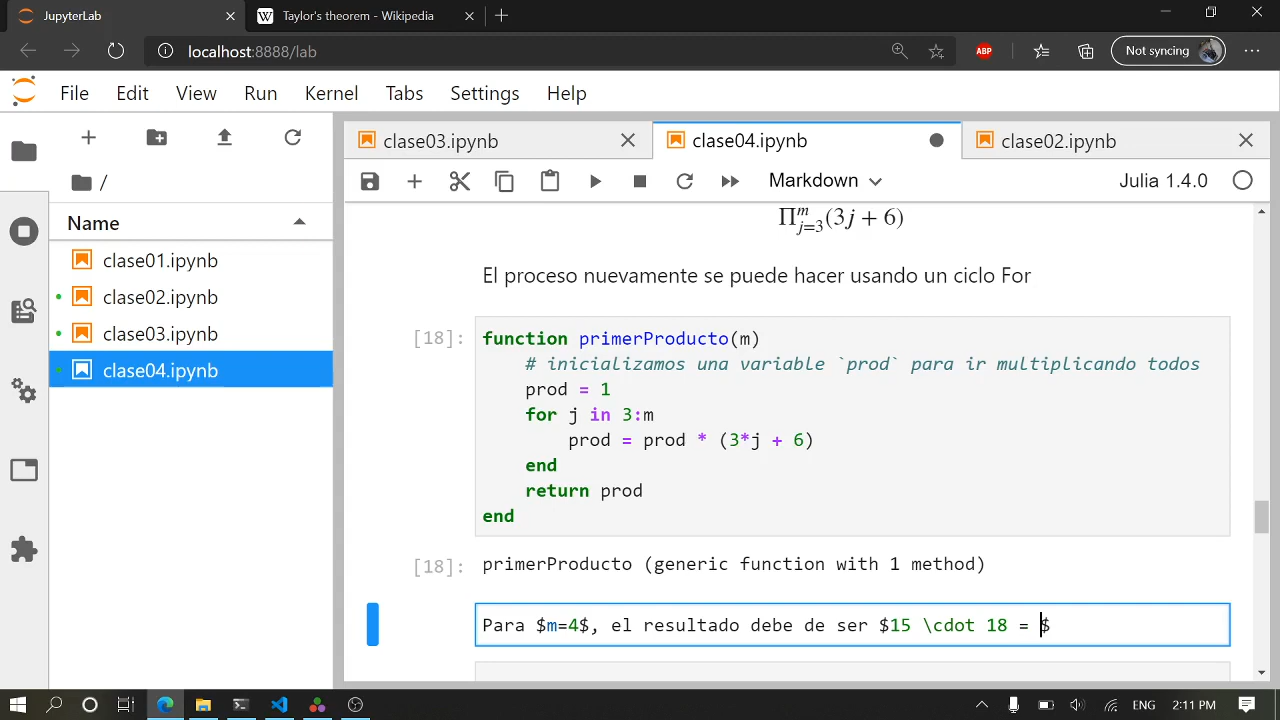 JupyterLab
Taylor's theorem - Wikipedia
localhost:8888/lab
ABP
Not syncing
File Edit View Run Kernel Tabs Settings Help
clase03.ipynb
clase04.ipynb
clase02.ipynb
/
Markdown
Julia 1.4.0
Name
clase01.ipynb
clase02.ipynb
clase03.ipynb
clase04.ipynb
Π_{j=3}^{m}(3j + 6)
El proceso nuevamente se puede hacer usando un ciclo For
[18]:
function primerProducto(m)
# inicializamos una variable `prod` para ir multiplicando todos
prod = 1
for j in 3:m
prod = prod * (3*j + 6)
end
return prod
end
[18]:
primerProducto (generic function with 1 method)
Para $m=4$, el resultado debe de ser $15 \cdot 18 = $
ENG
2:11 PM